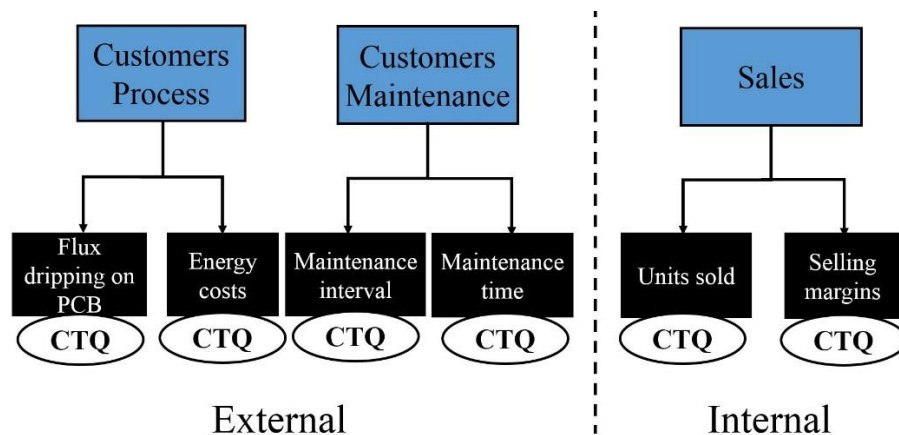 Customers
Process
Customers
Maintenance
Sales
Flux
dripping on
PCB
Energy
costs
Maintenance
interval
Maintenance
time
Units sold
Selling
margins
CTQ
CTQ
CTQ
CTQ
CTQ
CTQ
External
Internal